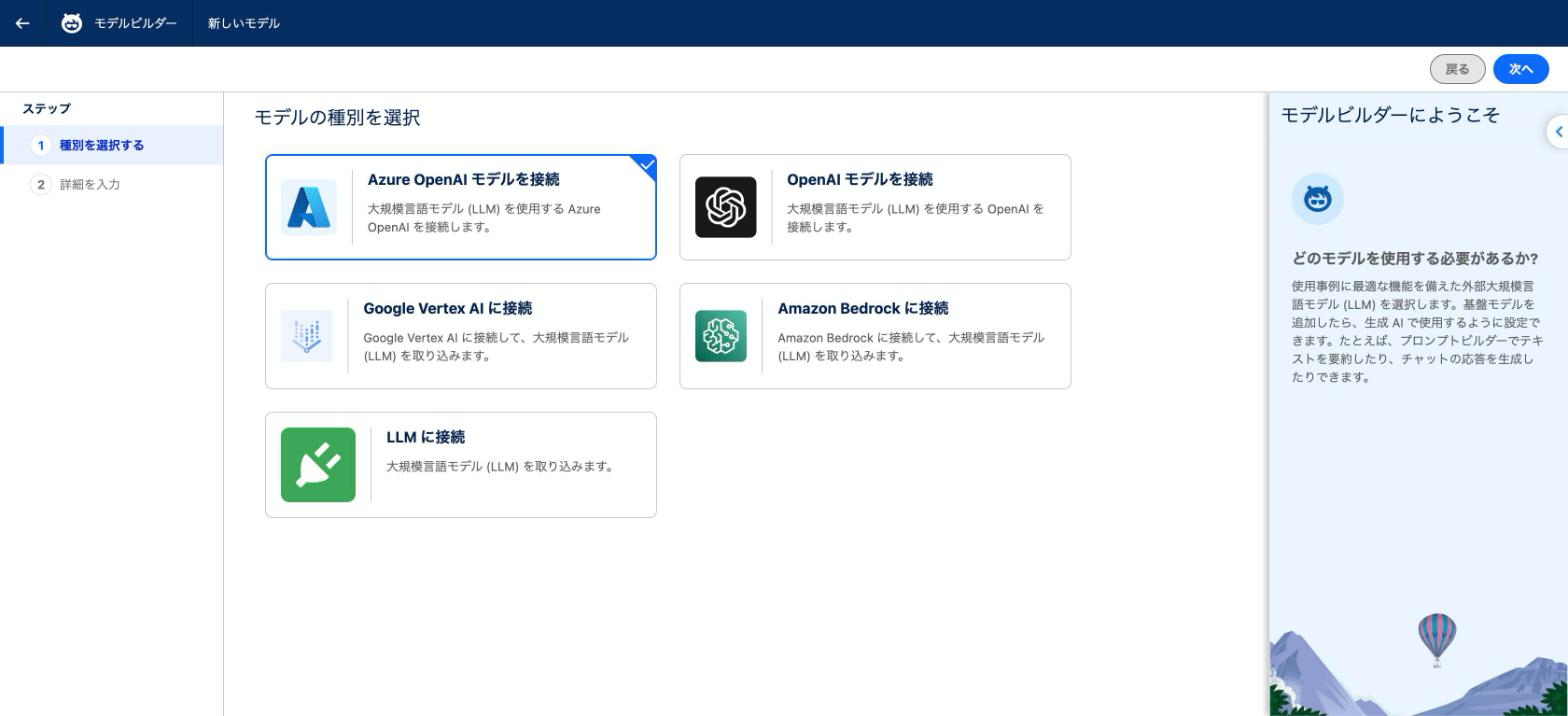 モデルビルダー
新しいモデル
戻る
次へ
ステップ
1 種別を選択する
2 詳細を入力
モデルの種別を選択
Azure OpenAI モデルを接続
大規模言語モデル (LLM) を使用する Azure
OpenAI を接続します。
OpenAI モデルを接続
大規模言語モデル (LLM) を使用する OpenAI を
接続します。
Google Vertex AI に接続
Google Vertex AI に接続して、大規模言語モデル
(LLM) を取り込みます。
Amazon Bedrock に接続
Amazon Bedrock に接続して、大規模言語モデル
(LLM) を取り込みます。
LLM に接続
大規模言語モデル (LLM) を取り込みます。
モデルビルダーにようこそ
どのモデルを使用する必要があるか?
使用事例に最適な機能を備えた外部大規模言
語モデル (LLM) を選択します。基盤モデルを
追加したら、生成 AI で使用するように設定で
きます。たとえば、プロンプトビルダーでテキ
ストを要約したり、チャットの応答を生成し
たりできます。